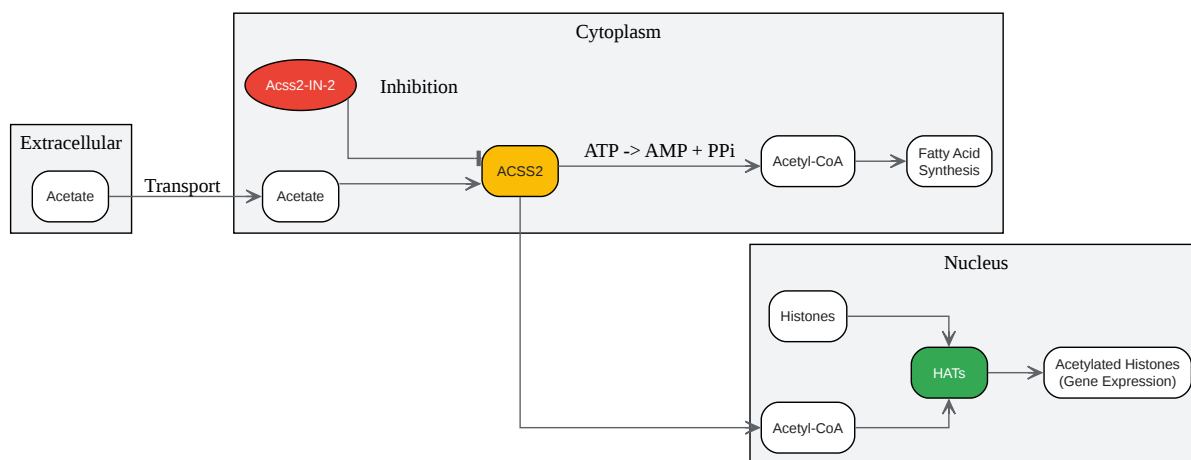 Cytoplasm
Acss2-IN-2
Inhibition
Extracellular
Acetate
Transport
Acetate
ACSS2
ATP -> AMP + PPi
Acetyl-CoA
Fatty Acid
Synthesis
Nucleus
Histones
HATs
Acetylated Histones
(Gene Expression)
Acetyl-CoA